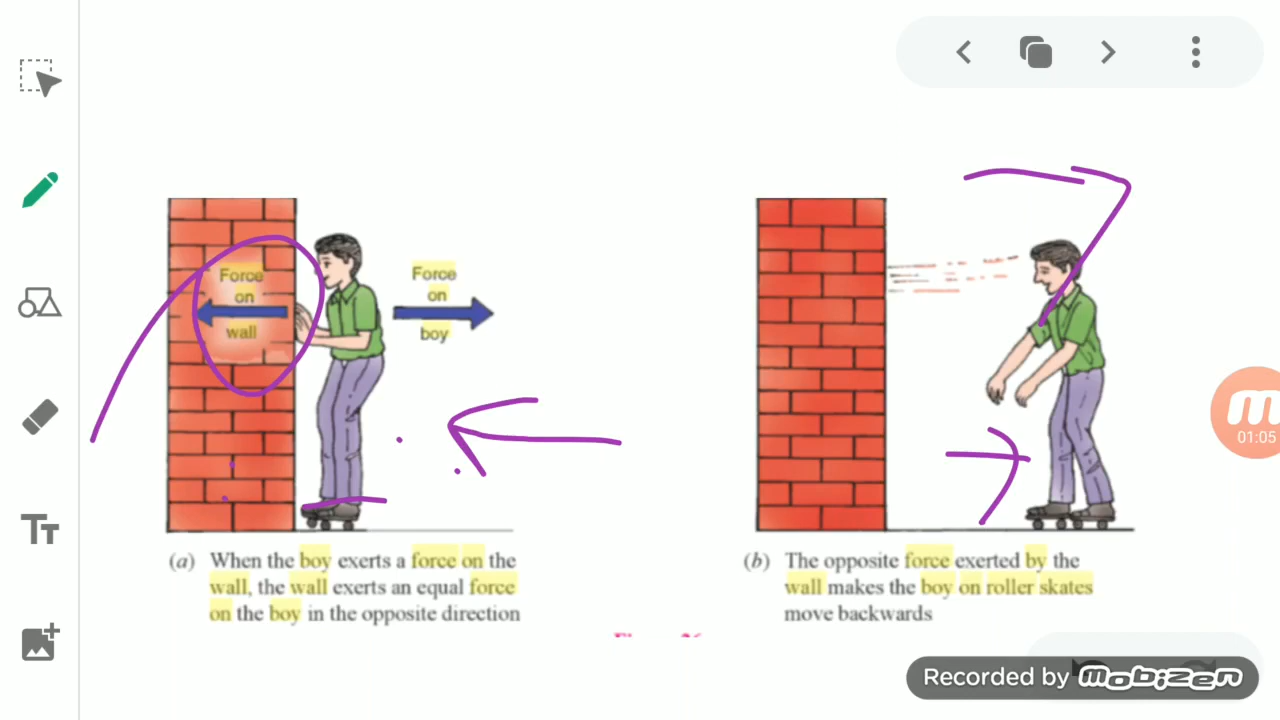 Force
on
wall
Force
on
boy
(a) When the boy exerts a force on the
wall, the wall exerts an equal force
on the boy in the opposite direction
(b) The opposite force exerted by the
wall makes the boy on roller skates
move backwards
TT
01:05
Recorded by mobizen